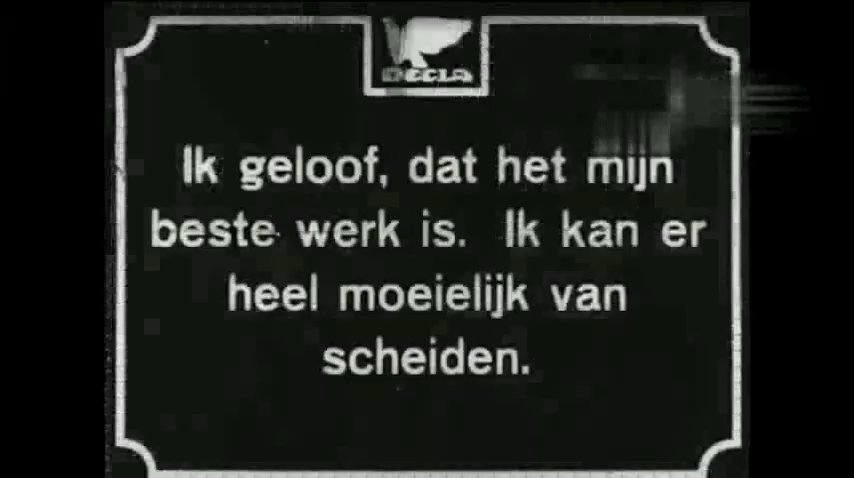 DECLA
Ik geloof, dat het mijn
beste werk is. Ik kan er
heel moeielijk van
scheiden.